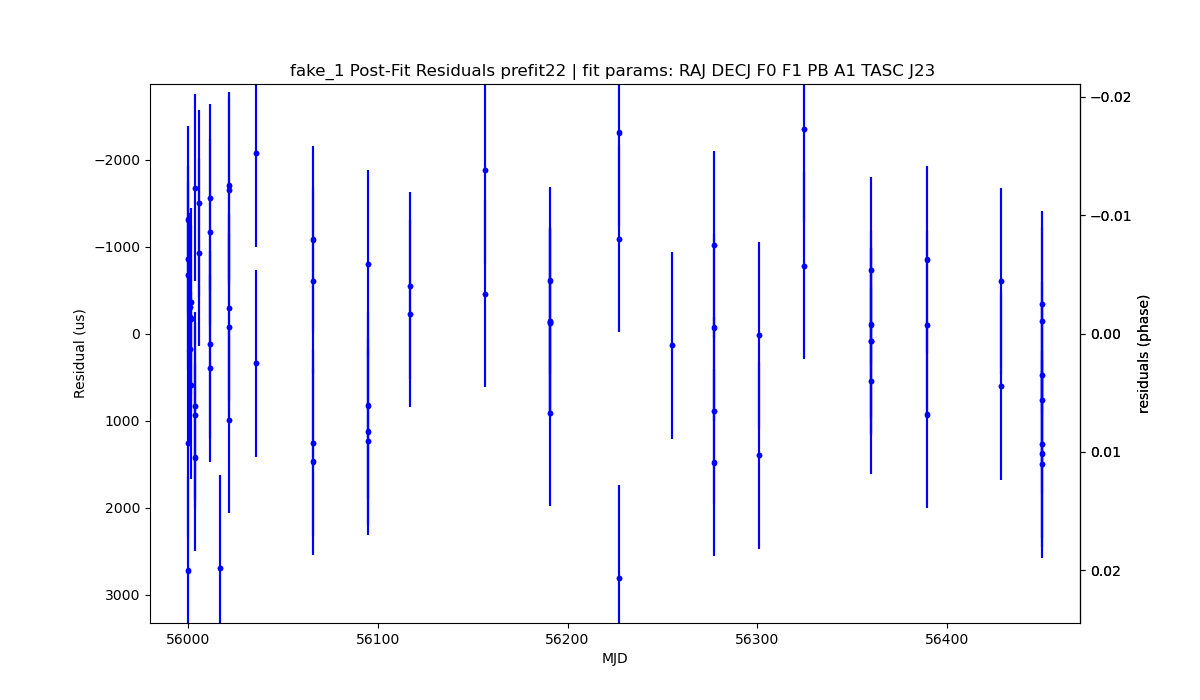 fake_1 Post-Fit Residuals prefit22 | fit params: RAJ DECJ F0 F1 PB A1 TASC J23
Residual (us)
−2000
−1000
0
1000
2000
3000
−0.02
−0.01
0.00
0.01
0.02
residuals (phase)
56000 56100 56200 56300 56400
MJD